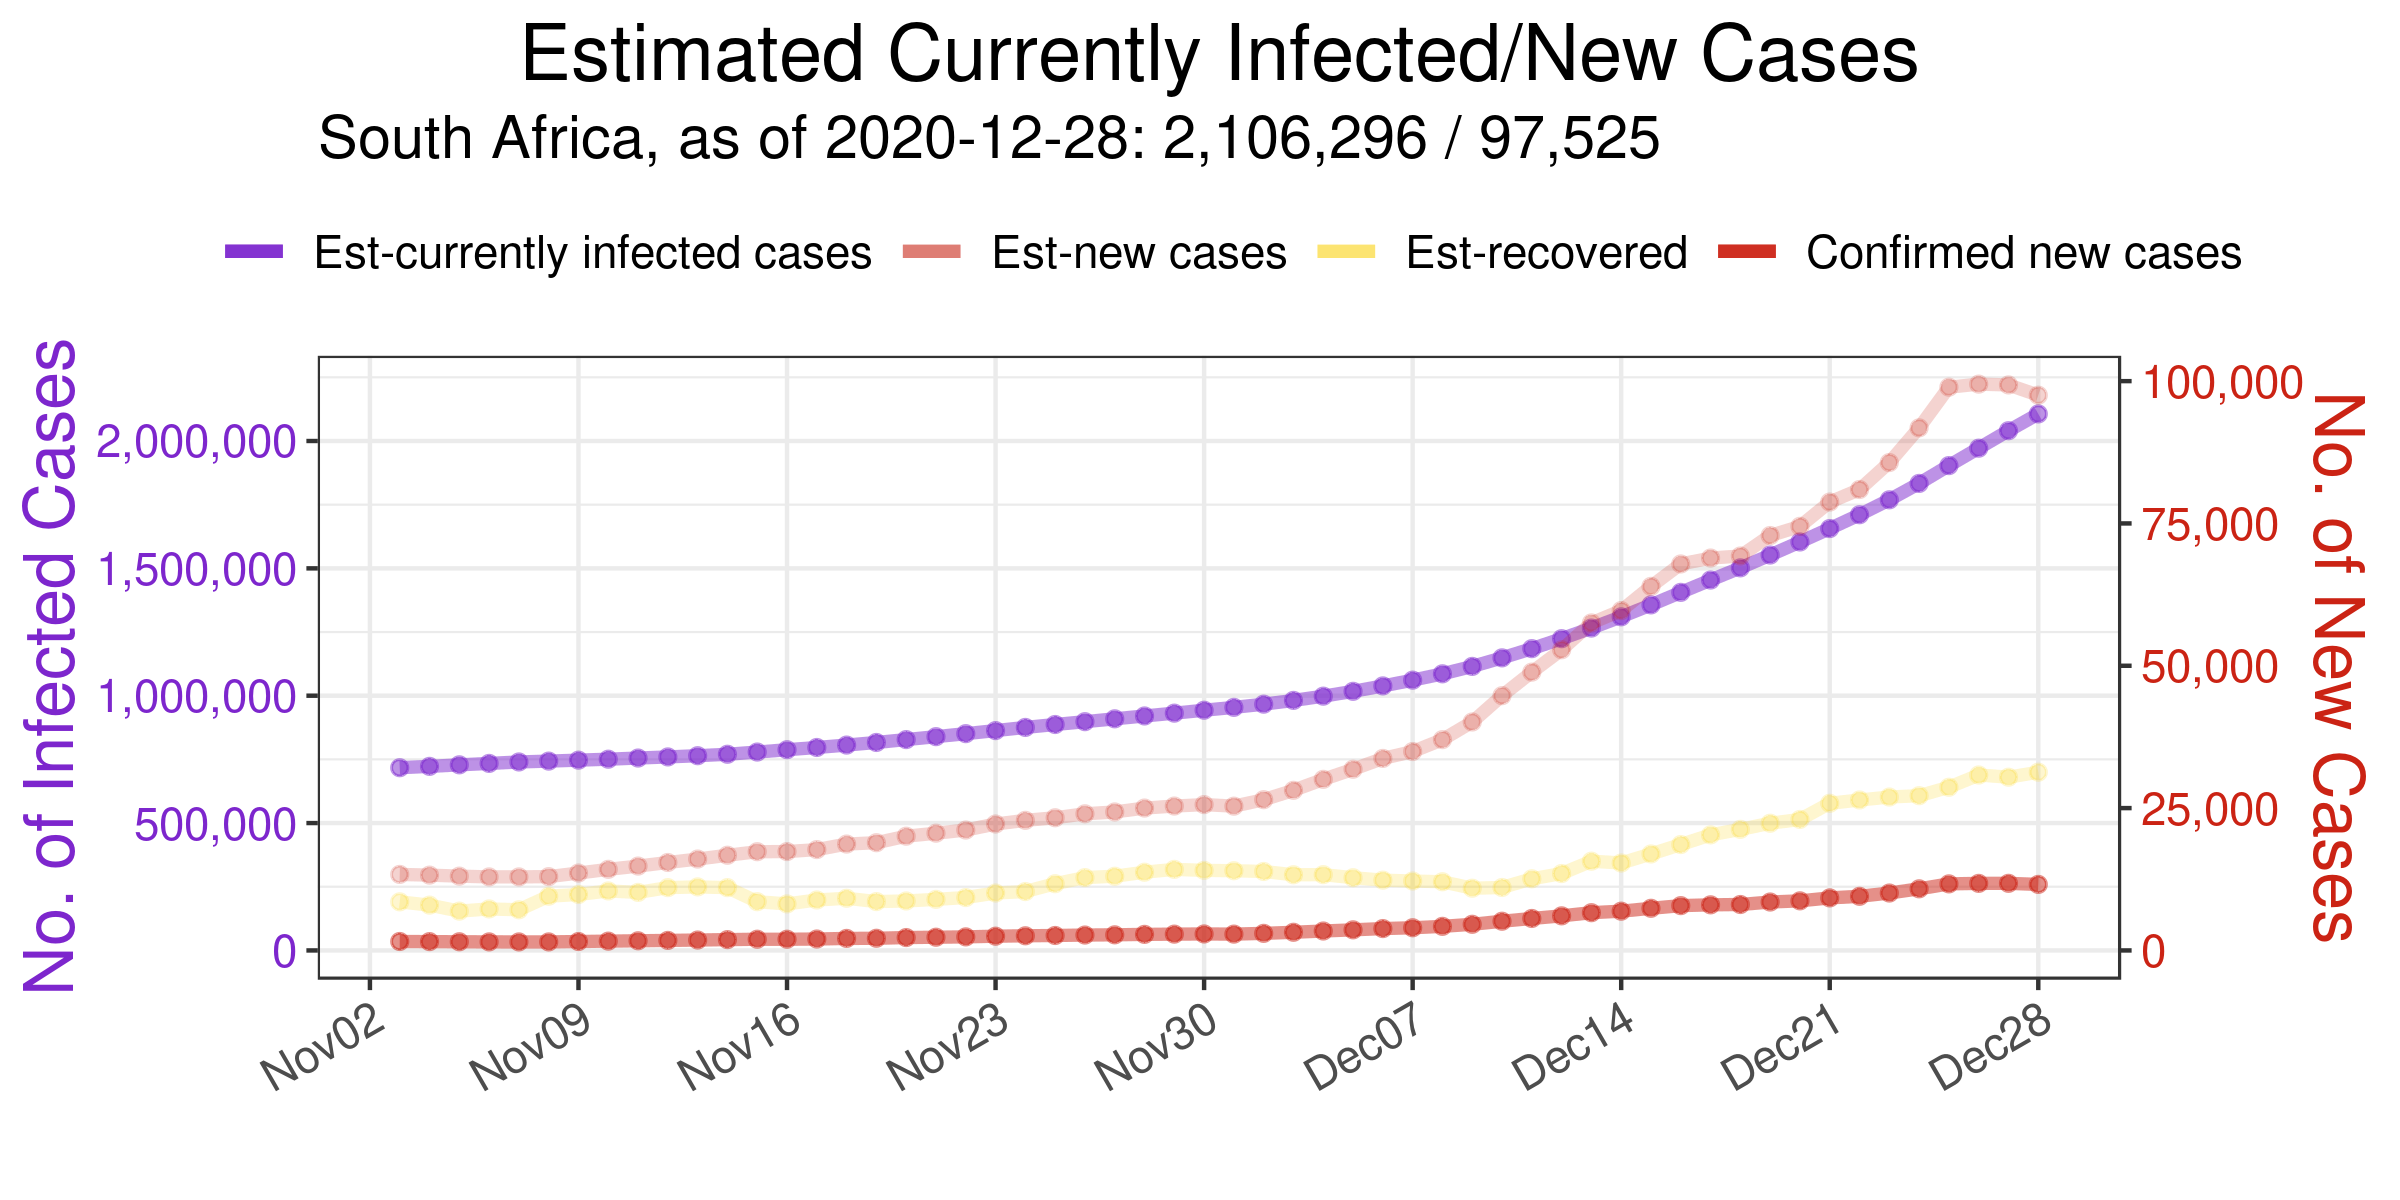 Estimated Currently Infected/New Cases
South Africa, as of 2020-12-28: 2,106,296 / 97,525
Est-currently infected cases Est-new cases Est-recovered Confirmed new cases
No. of Infected Cases
2,000,000
1,500,000
1,000,000
500,000
0
100,000
75,000
50,000
25,000
0
No. of New Cases
Nov02 Nov09 Nov16 Nov23 Nov30 Dec07 Dec14 Dec21 Dec28